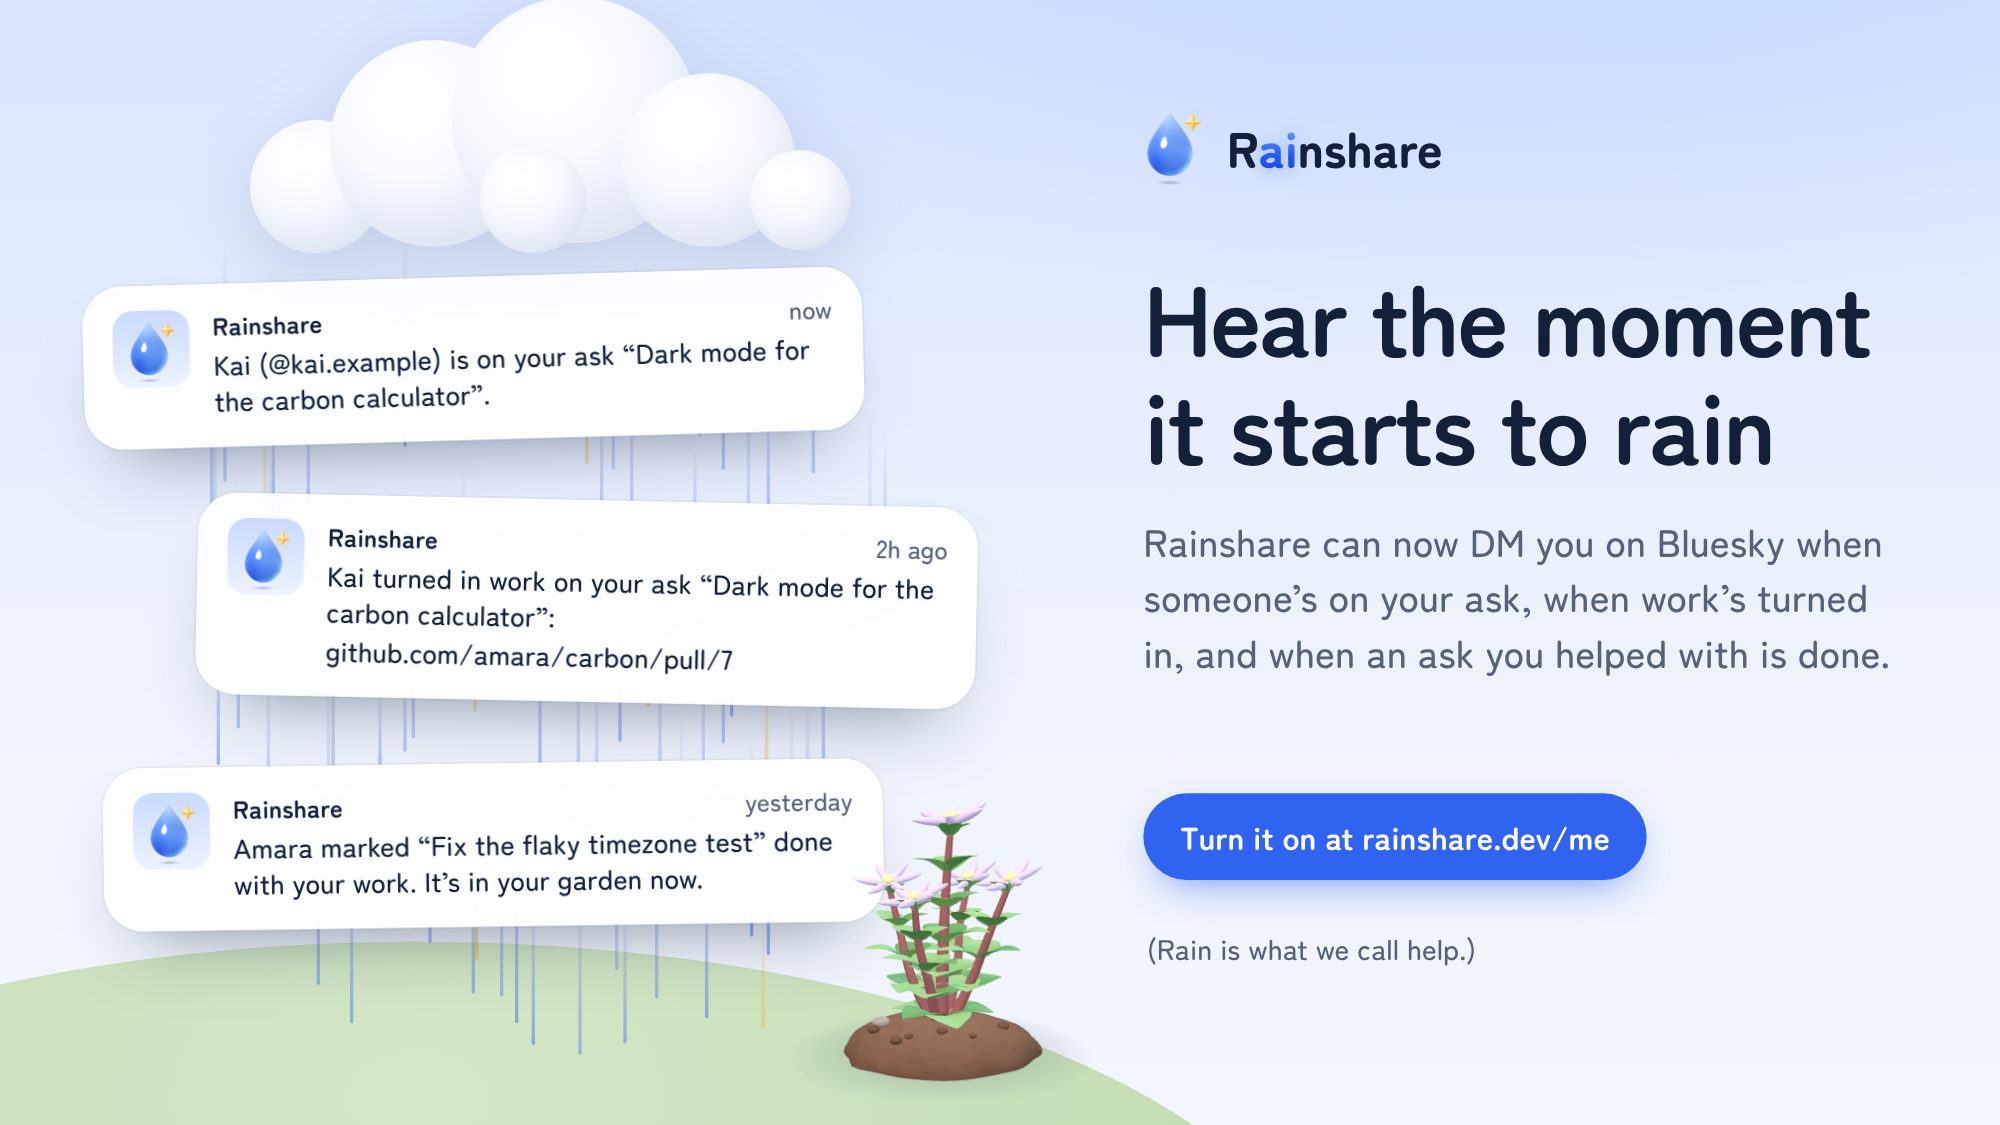 Rainshare
now
Kai (@kai.example) is on your ask “Dark mode for
the carbon calculator”.
Rainshare
2h ago
Kai turned in work on your ask “Dark mode for the
carbon calculator”:
github.com/amara/carbon/pull/7
Rainshare
yesterday
Amara marked “Fix the flaky timezone test” done
with your work. It’s in your garden now.
Rainshare
Hear the moment
it starts to rain
Rainshare can now DM you on Bluesky when
someone’s on your ask, when work’s turned
in, and when an ask you helped with is done.
Turn it on at rainshare.dev/me
(Rain is what we call help.)